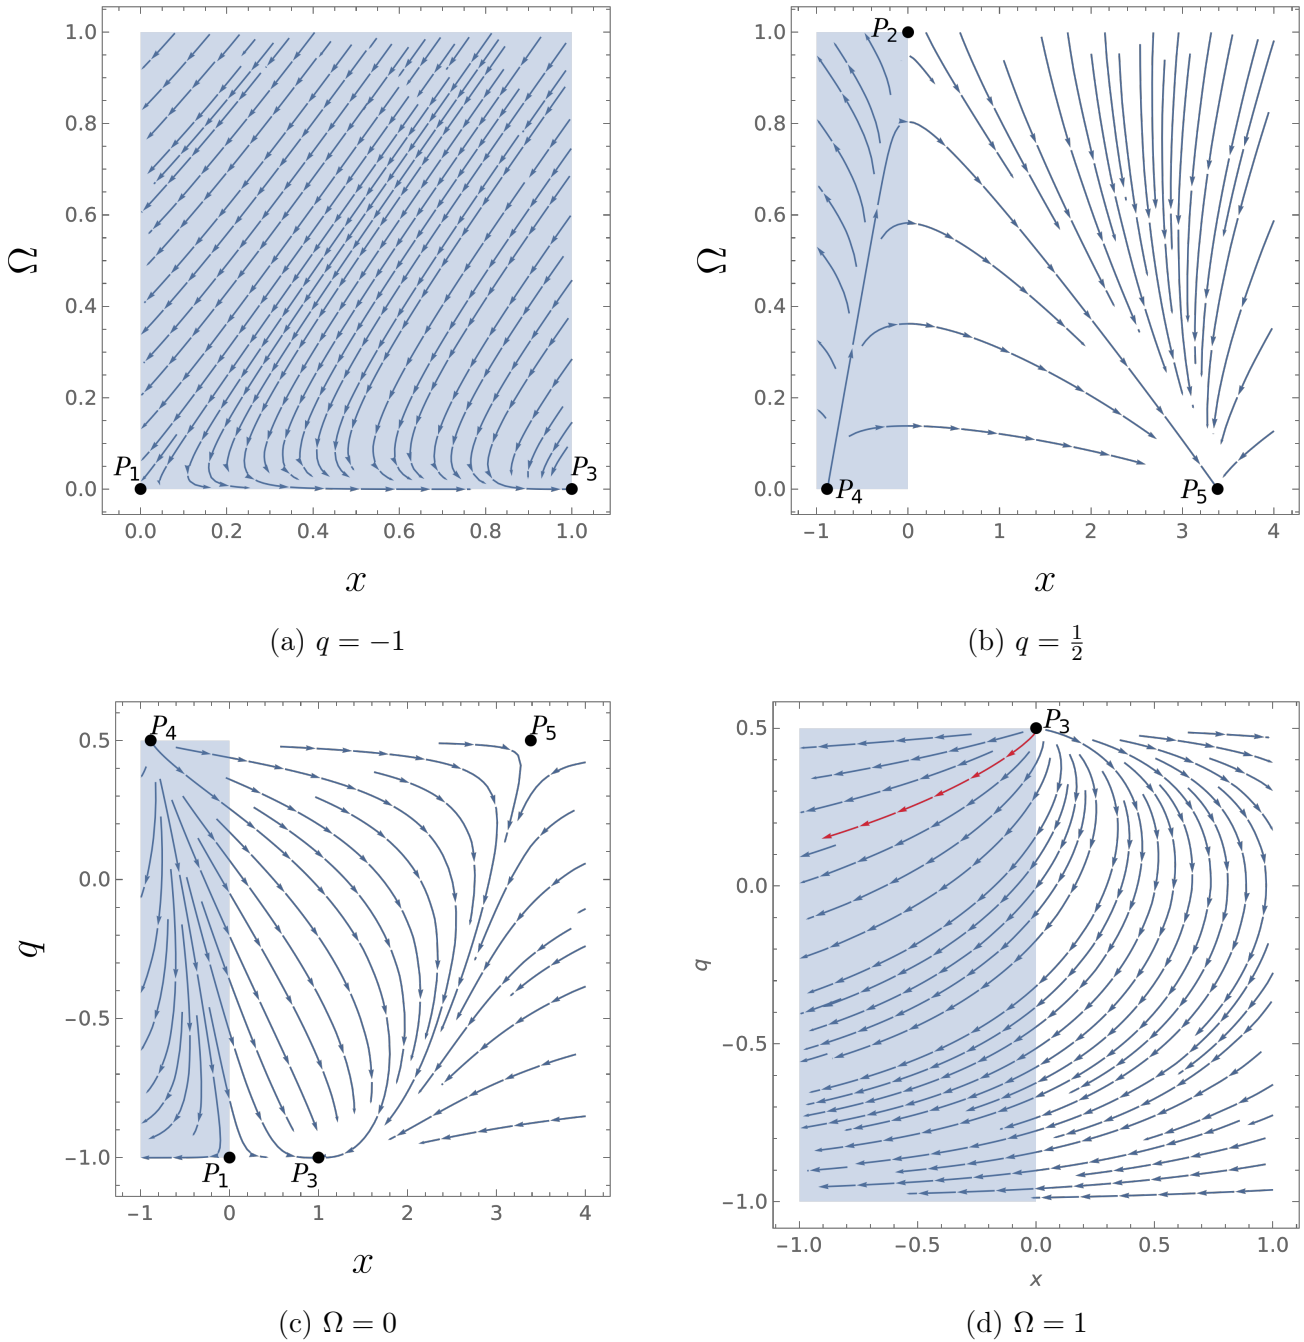 1.0
0.8
0.6
0.4
0.2
0.0
Ω
P1
P3
0.0 0.2 0.4 0.6 0.8 1.0
x
(a) q = −1
1.0
0.8
0.6
0.4
0.2
0.0
Ω
P2
P4
P5
−1 0 1 2 3 4
x
(b) q = 1/2
0.5
0.0
−0.5
−1.0
q
P4
P5
P1
P3
−1 0 1 2 3 4
x
(c) Ω = 0
0.5
0.0
−0.5
−1.0
q
P3
−1.0 −0.5 0.0 0.5 1.0
x
(d) Ω = 1